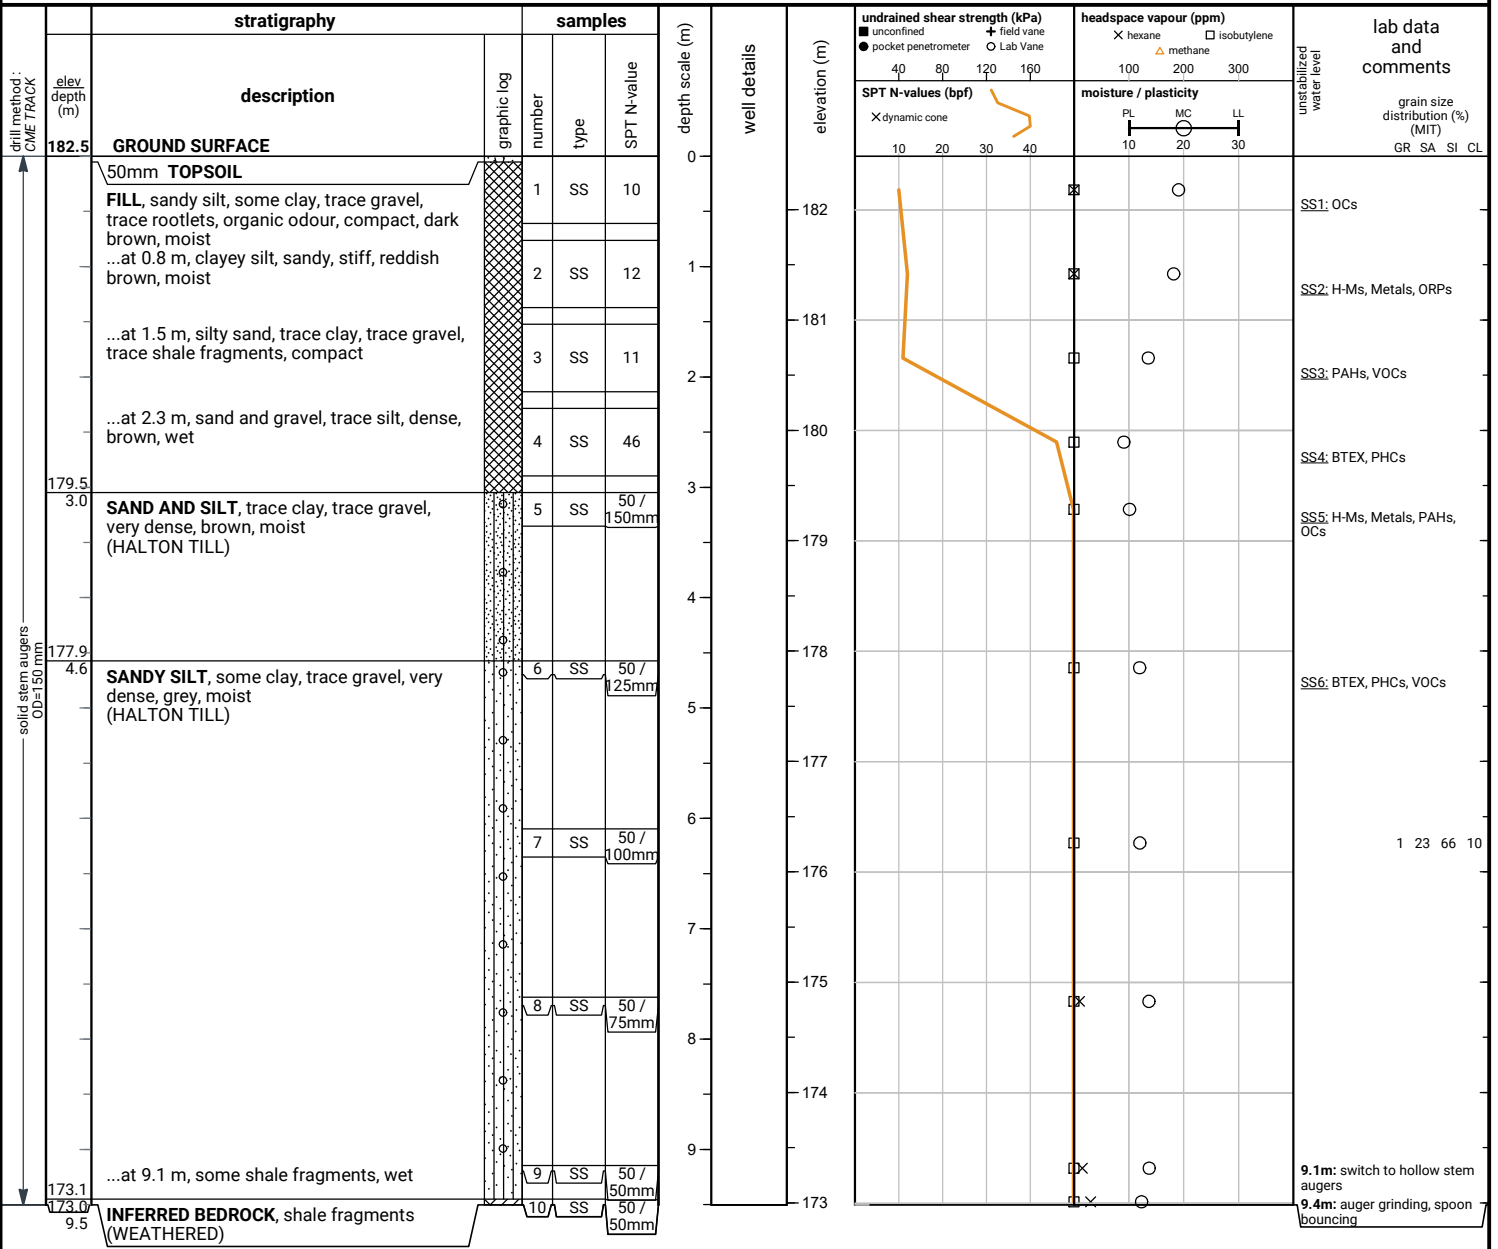 drill method :
CME TRACK
stratigraphy
samples
elev
depth
(m)
description
graphic log
number
type
SPT N-value
depth scale (m)
well details
elevation (m)
undrained shear strength (kPa)
unconfined
field vane
pocket penetrometer
Lab Vane
40 80 120 160
SPT N-values (bpf)
dynamic cone
10 20 30 40
headspace vapour (ppm)
hexane
isobutylene
methane
100 200 300
moisture / plasticity
PL MC LL
10 20 30
unstabilized
water level
lab data
and
comments
grain size
distribution (%)
(MIT)
GR SA SI CL
182.5 GROUND SURFACE
50mm TOPSOIL
FILL, sandy silt, some clay, trace gravel,
trace rootlets, organic odour, compact, dark
brown, moist
...at 0.8 m, clayey silt, sandy, stiff, reddish
brown, moist
...at 1.5 m, silty sand, trace clay, trace gravel,
trace shale fragments, compact
...at 2.3 m, sand and gravel, trace silt, dense,
brown, wet
179.5
3.0
SAND AND SILT, trace clay, trace gravel,
very dense, brown, moist
(HALTON TILL)
177.9
4.6
SANDY SILT, some clay, trace gravel, very
dense, grey, moist
(HALTON TILL)
...at 9.1 m, some shale fragments, wet
173.1
173.0
9.5
INFERRED BEDROCK, shale fragments
(WEATHERED)
solid stem augers
OD=150 mm
1 SS 10
2 SS 12
3 SS 11
4 SS 46
5 SS 50 /
150mm
6 SS 50 /
125mm
7 SS 50 /
100mm
8 SS 50 /
75mm
9 SS 50 /
50mm
10 SS 50 /
50mm
0
1
2
3
4
5
6
7
8
9
182
181
180
179
178
177
176
175
174
173
SS1: OCs
SS2: H-Ms, Metals, ORPs
SS3: PAHs, VOCs
SS4: BTEX, PHCs
SS5: H-Ms, Metals, PAHs,
OCs
SS6: BTEX, PHCs, VOCs
1 23 66 10
9.1m: switch to hollow stem
augers
9.4m: auger grinding, spoon
bouncing